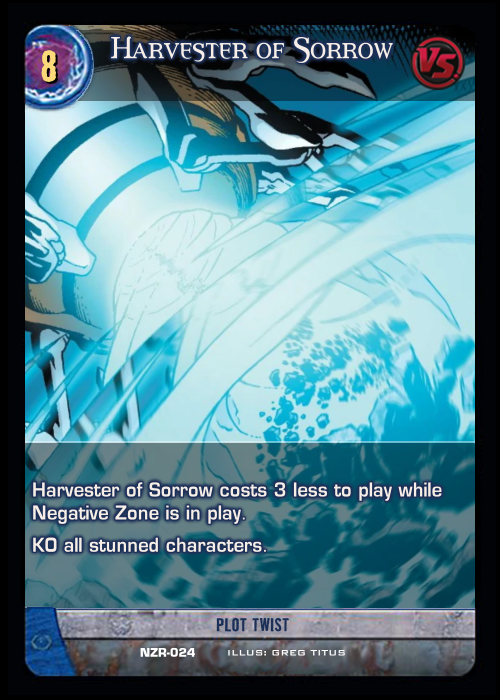 8
Harvester of Sorrow
VS
Harvester of Sorrow costs 3 less to play while
Negative Zone is in play.
KO all stunned characters.
PLOT TWIST
NZR-024 ILLUS: GREG TITUS